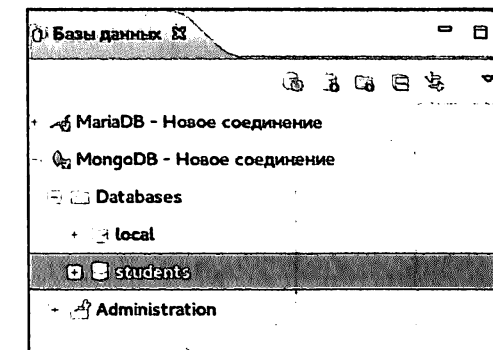 Базы данных
MariaDB - Новое соединение
MongoDB - Новое соединение
Databases
local
students
Administration